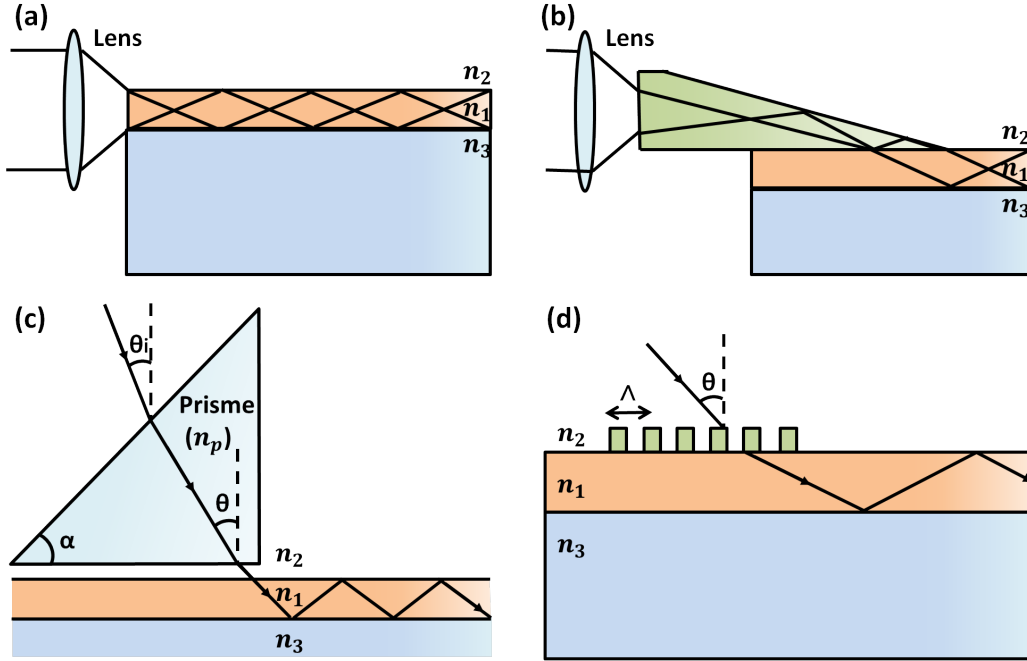 (a)
Lens
n₂
n₁
n₃
(b)
Lens
n₂
n₁
n₃
(c)
θi
Prisme
(nₚ)
θ
α
n₂
n₁
n₃
(d)
θ
Λ
n₂
n₁
n₃